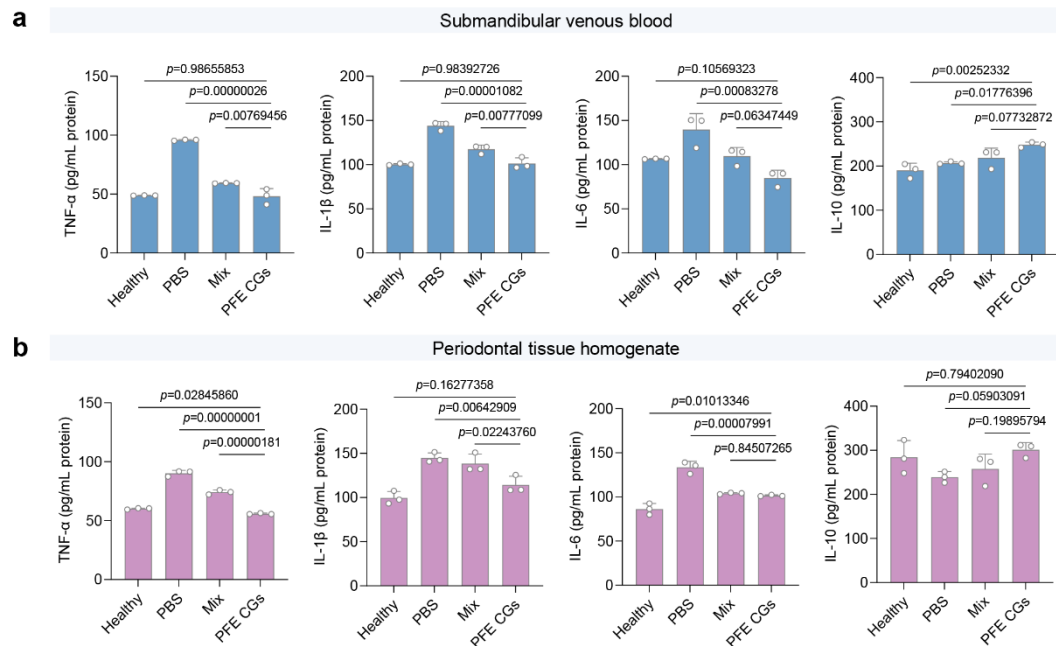 a
Submandibular venous blood
p=0.98655853
p=0.00000026
p=0.00769456
TNF-α (pg/mL protein)
150
100
50
0
Healthy
PBS
Mix
PFE CGs
p=0.98392726
p=0.00001082
p=0.00777099
IL-1β (pg/mL protein)
200
150
100
50
0
Healthy
PBS
Mix
PFE CGs
p=0.10569323
p=0.00083278
p=0.06347449
IL-6 (pg/mL protein)
200
150
100
50
0
Healthy
PBS
Mix
PFE CGs
p=0.00252332
p=0.01776396
p=0.07732872
IL-10 (pg/mL protein)
400
300
200
100
0
Healthy
PBS
Mix
PFE CGs
b
Periodontal tissue homogenate
p=0.02845860
p=0.00000001
p=0.00000181
TNF-α (pg/mL protein)
150
100
50
0
Healthy
PBS
Mix
PFE CGs
p=0.16277358
p=0.00642909
p=0.02243760
IL-1β (pg/mL protein)
200
150
100
50
0
Healthy
PBS
Mix
PFE CGs
p=0.01013346
p=0.00007991
p=0.84507265
IL-6 (pg/mL protein)
200
150
100
50
0
Healthy
PBS
Mix
PFE CGs
p=0.79402090
p=0.05903091
p=0.19895794
IL-10 (pg/mL protein)
400
300
200
100
0
Healthy
PBS
Mix
PFE CGs